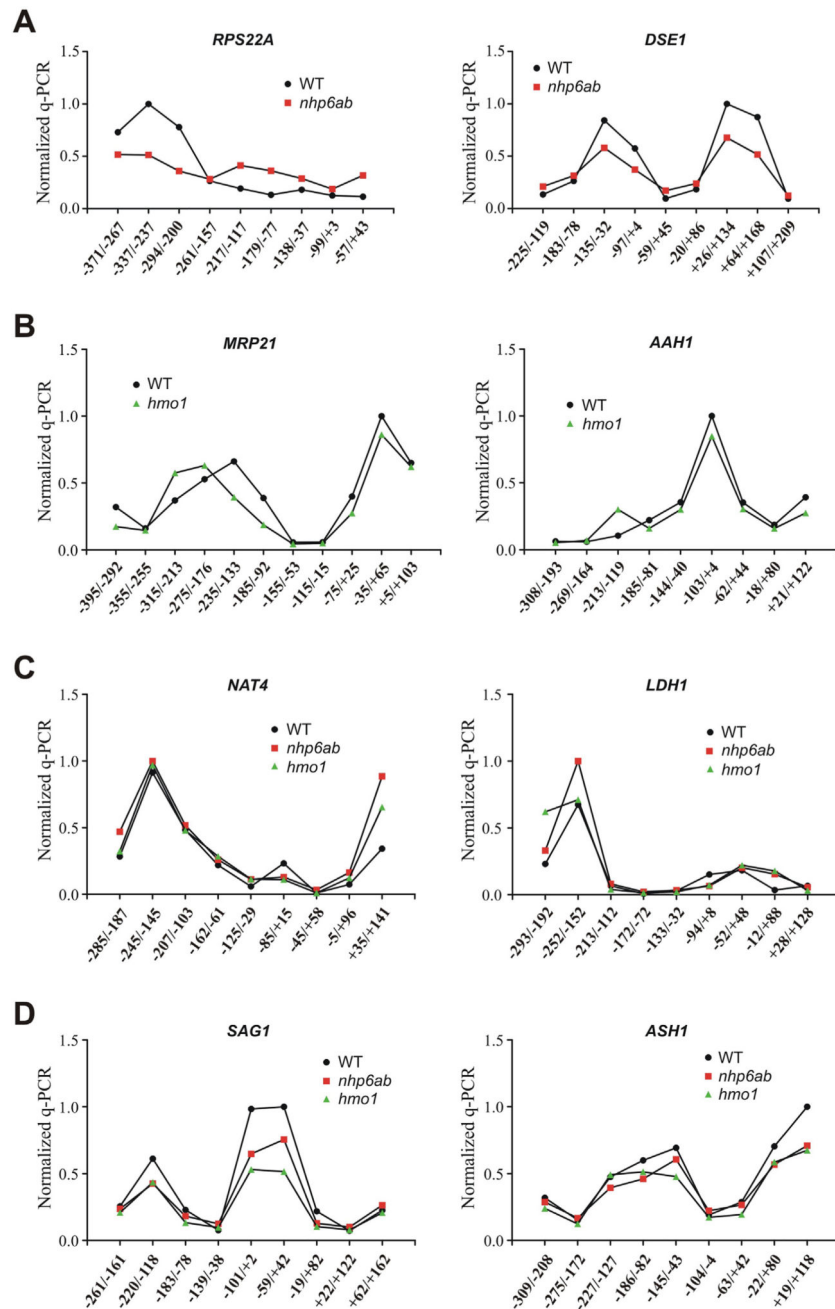 A
RPS22A
Normalized q-PCR
1.5
1.0
0.5
0.0
WT
nhp6ab
-371/-267
-337/-237
-294/-200
-261/-157
-217/-117
-179/-77
-138/-37
-99/+3
-57/+43
DSE1
Normalized q-PCR
1.5
1.0
0.5
0.0
WT
nhp6ab
-225/-119
-183/-78
-135/-32
-97/+4
-59/+45
-20/+86
+26/+134
+64/+168
+107/+209
B
MRP21
Normalized q-PCR
1.5
1.0
0.5
0.0
WT
hmo1
-395/-292
-355/-255
-315/-213
-275/-176
-235/-133
-185/-92
-155/-53
-115/-15
-75/+25
-35/+65
+5/+103
AAH1
Normalized q-PCR
1.5
1.0
0.5
0.0
WT
hmo1
-308/-193
-269/-164
-213/-119
-185/-81
-144/-40
-103/+4
-62/+44
-18/+80
+21/+122
C
NAT4
Normalized q-PCR
1.5
1.0
0.5
0.0
WT
nhp6ab
hmo1
-285/-187
-245/-145
-207/-103
-162/-61
-125/-29
-85/+15
-45/+58
-5/+96
+35/+141
LDH1
Normalized q-PCR
1.5
1.0
0.5
0.0
WT
nhp6ab
hmo1
-293/-192
-252/-152
-213/-112
-172/-72
-133/-32
-94/+8
-52/+48
-12/+88
+28/+128
D
SAG1
Normalized q-PCR
1.5
1.0
0.5
0.0
WT
nhp6ab
hmo1
-261/-161
-220/-118
-183/-78
-139/-38
-101/+2
-59/+42
-19/+82
+22/+122
+62/+162
ASH1
Normalized q-PCR
1.5
1.0
0.5
0.0
WT
nhp6ab
hmo1
-309/-208
-275/-172
-227/-127
-186/-82
-145/-43
-104/-4
-63/+42
-22/+80
+19/+118